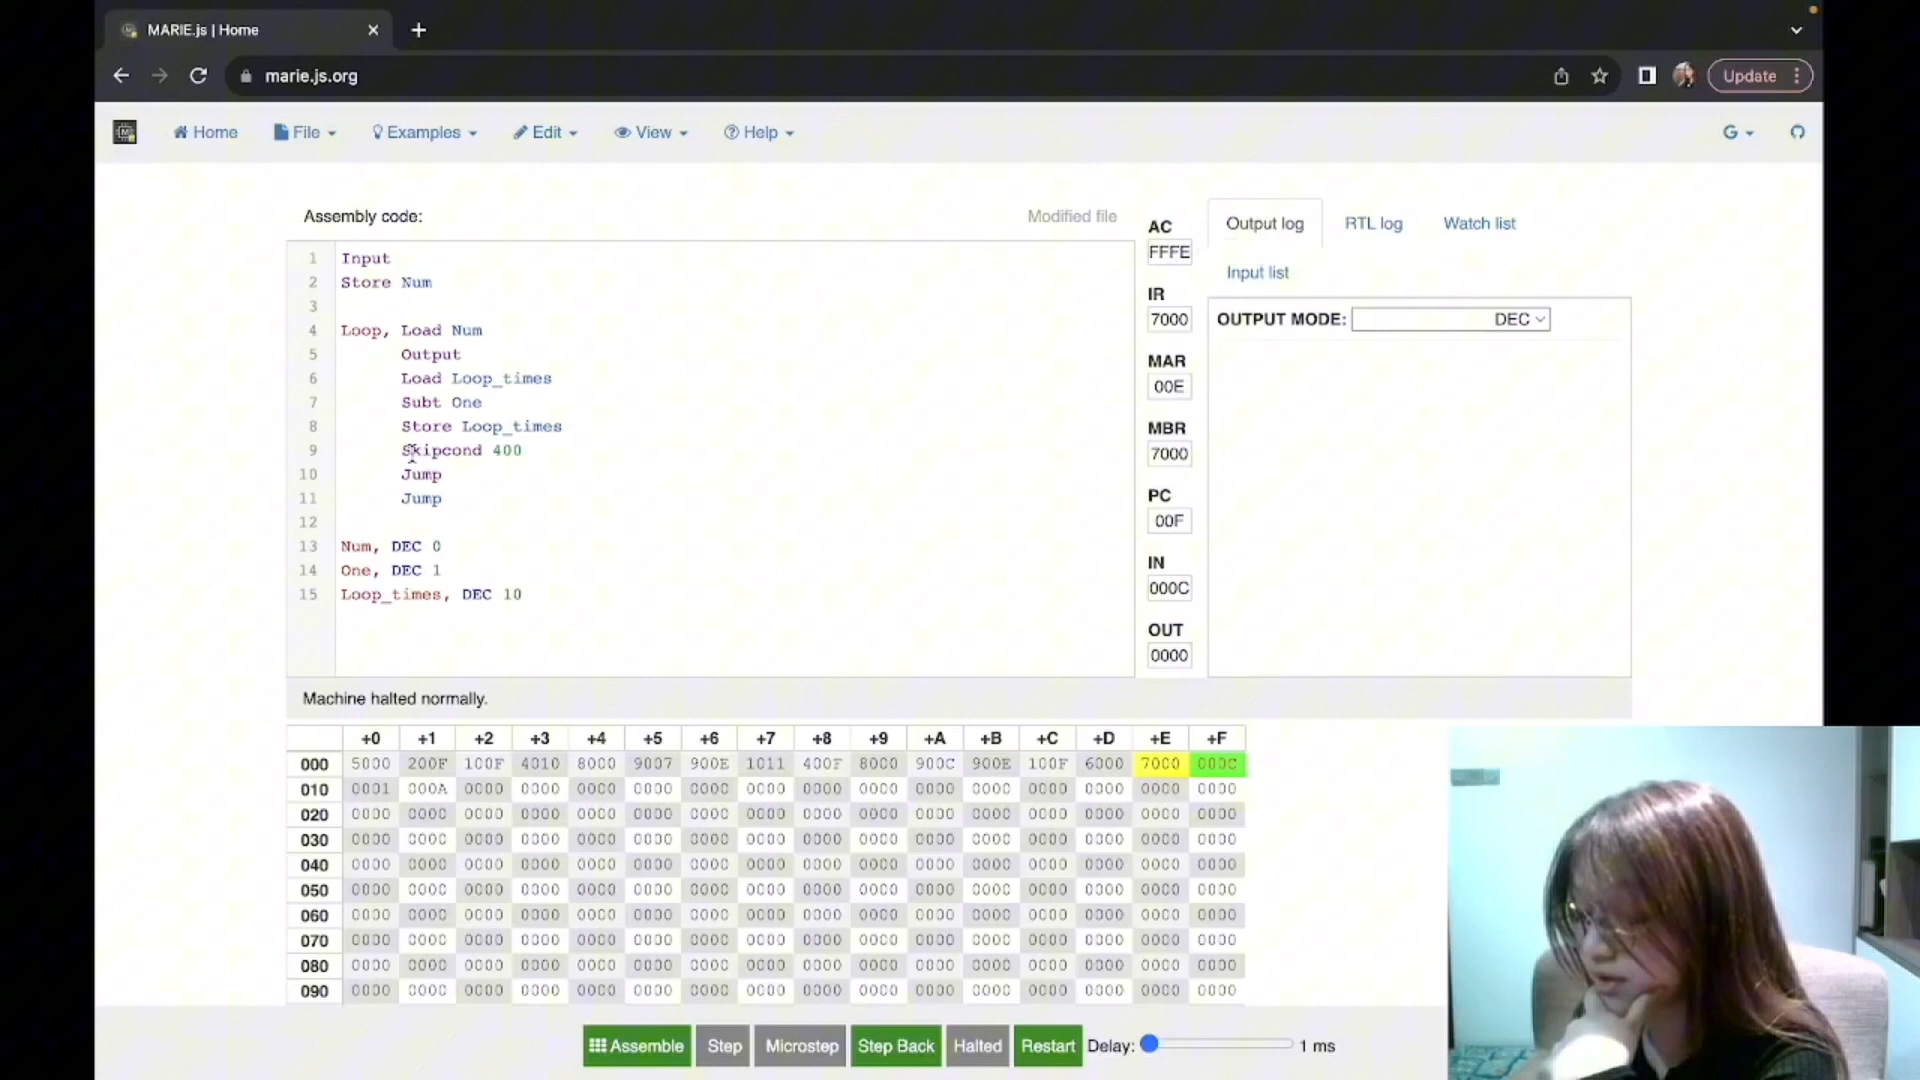 MARIE.js | Home
marie.js.org
Update
Home
File
Examples
Edit
View
Help
G
Assembly code:
Modified file
1 Input
2 Store Num
3
4 Loop, Load Num
5 Output
6 Load Loop_times
7 Subt One
8 Store Loop_times
9 Skipcond 400
10 Jump
11 Jump
12
13 Num, DEC 0
14 One, DEC 1
15 Loop_times, DEC 10
AC
FFFE
IR
7000
MAR
00E
MBR
7000
PC
00F
IN
000C
OUT
0000
Output log
RTL log
Watch list
Input list
OUTPUT MODE: DEC
Machine halted normally.
+0 +1 +2 +3 +4 +5 +6 +7 +8 +9 +A +B +C +D +E +F
000 5000 200F 100F 4010 8000 9007 900E 1011 400F 8000 900C 900E 100F 6000 7000 000C
010 0001 000A 0000 0000 0000 0000 0000 0000 0000 0000 0000 0000 0000 0000 0000 0000
020 0000 0000 0000 0000 0000 0000 0000 0000 0000 0000 0000 0000 0000 0000 0000 0000
030 0000 0000 0000 0000 0000 0000 0000 0000 0000 0000 0000 0000 0000 0000 0000 0000
040 0000 0000 0000 0000 0000 0000 0000 0000 0000 0000 0000 0000 0000 0000 0000 0000
050 0000 0000 0000 0000 0000 0000 0000 0000 0000 0000 0000 0000 0000 0000 0000 0000
060 0000 0000 0000 0000 0000 0000 0000 0000 0000 0000 0000 0000 0000 0000 0000 0000
070 0000 0000 0000 0000 0000 0000 0000 0000 0000 0000 0000 0000 0000 0000 0000 0000
080 0000 0000 0000 0000 0000 0000 0000 0000 0000 0000 0000 0000 0000 0000 0000 0000
090 0000 0000 0000 0000 0000 0000 0000 0000 0000 0000 0000 0000 0000 0000 0000 0000
Assemble
Step
Microstep
Step Back
Halted
Restart
Delay: 1 ms